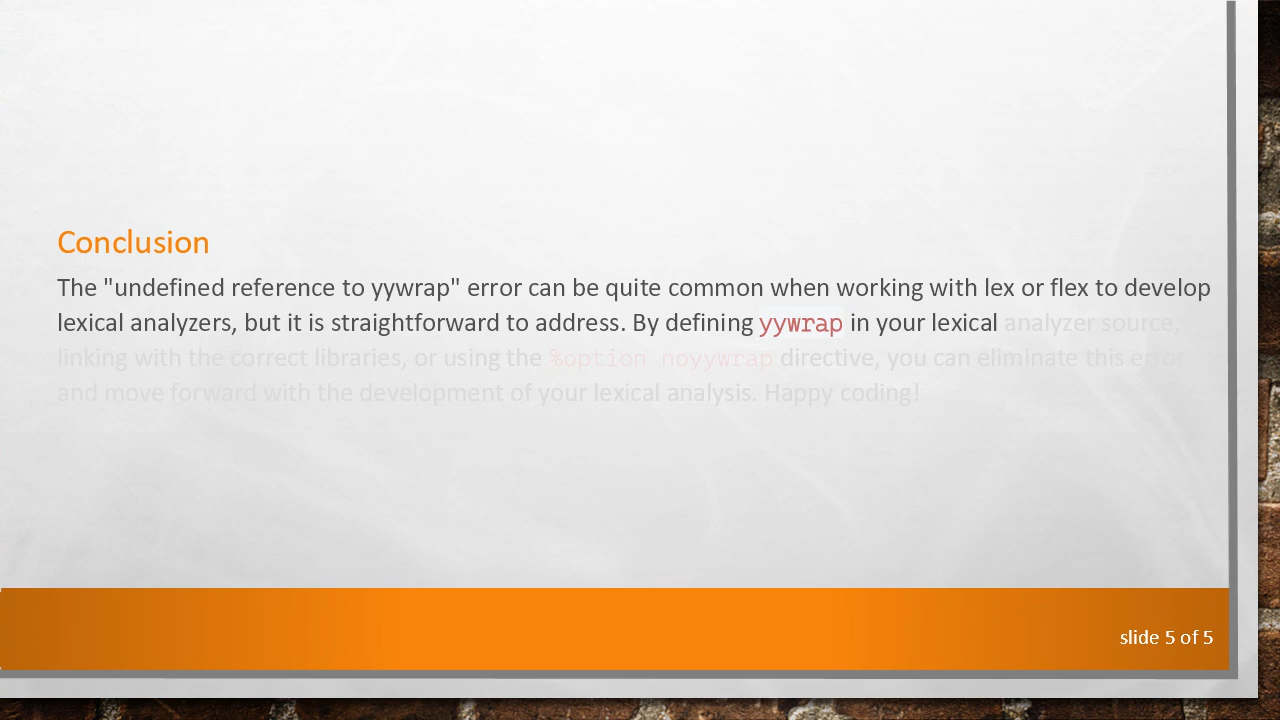 Conclusion
The "undefined reference to yywrap" error can be quite common when working with lex or flex to develop
lexical analyzers, but it is straightforward to address. By defining yywrap in your lexical analyzer source,
linking with the correct libraries, or using the %option noyywrap directive, you can eliminate this error
and move forward with the development of your lexical analysis. Happy coding!
slide 5 of 5